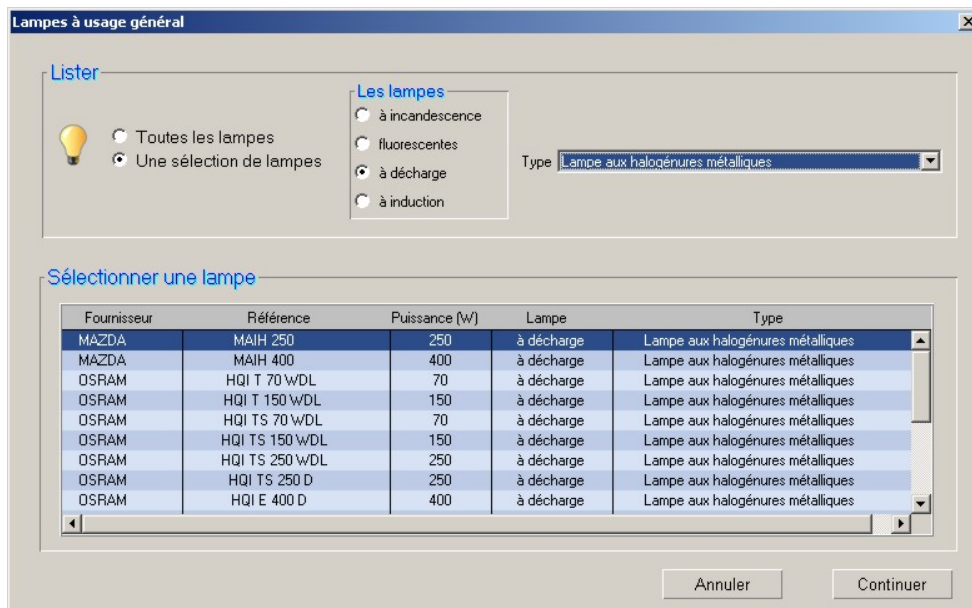 Lampes à usage général
Lister
Les lampes
à incandescence
Toutes les lampes
fluorescentes
Une sélection de lampes
Type Lampe aux halogénures métalliques
à décharge
à induction
Sélectionner une lampe
Fournisseur Référence Puissance (W) Lampe Type
MAZDA MAIH 250 250 à décharge Lampe aux halogénures métalliques
MAZDA MAIH 400 400 à décharge Lampe aux halogénures métalliques
OSRAM HQI T 70 WDL 70 à décharge Lampe aux halogénures métalliques
OSRAM HQI T 150 WDL 150 à décharge Lampe aux halogénures métalliques
OSRAM HQI TS 70 WDL 70 à décharge Lampe aux halogénures métalliques
OSRAM HQI TS 150 WDL 150 à décharge Lampe aux halogénures métalliques
OSRAM HQI TS 250 WDL 250 à décharge Lampe aux halogénures métalliques
OSRAM HQI TS 250 D 250 à décharge Lampe aux halogénures métalliques
OSRAM HQI E 400 D 400 à décharge Lampe aux halogénures métalliques
Annuler Continuer